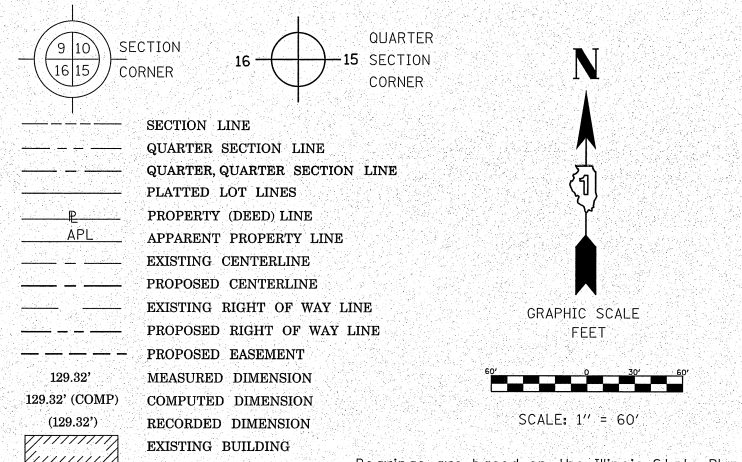 9 10
16 15
SECTION
CORNER
16
15
QUARTER
SECTION
CORNER
N
1
SECTION LINE
QUARTER SECTION LINE
QUARTER, QUARTER SECTION LINE
PLATTED LOT LINES
PL
PROPERTY (DEED) LINE
APL
APPARENT PROPERTY LINE
EXISTING CENTERLINE
PROPOSED CENTERLINE
EXISTING RIGHT OF WAY LINE
PROPOSED RIGHT OF WAY LINE
PROPOSED EASEMENT
129.32' MEASURED DIMENSION
129.32' (COMP) COMPUTED DIMENSION
(129.32') RECORDED DIMENSION
EXISTING BUILDING
GRAPHIC SCALE
FEET
60' 0 30' 60'
SCALE: 1" = 60'